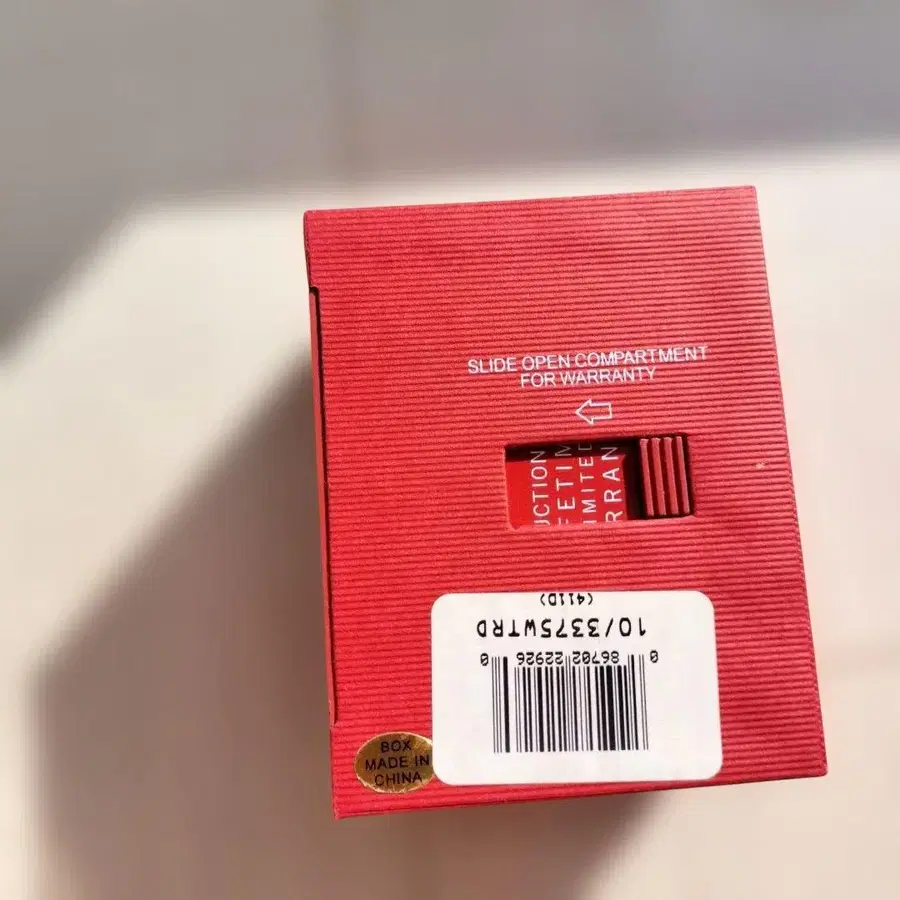 SLIDE OPEN COMPARTMENT
FOR WARRANTY
UCTION
FETIM
IMITED
RRAN
0 86702 22926 0
10/3375WTRD
(411D)
BOX
MADE IN
CHINA